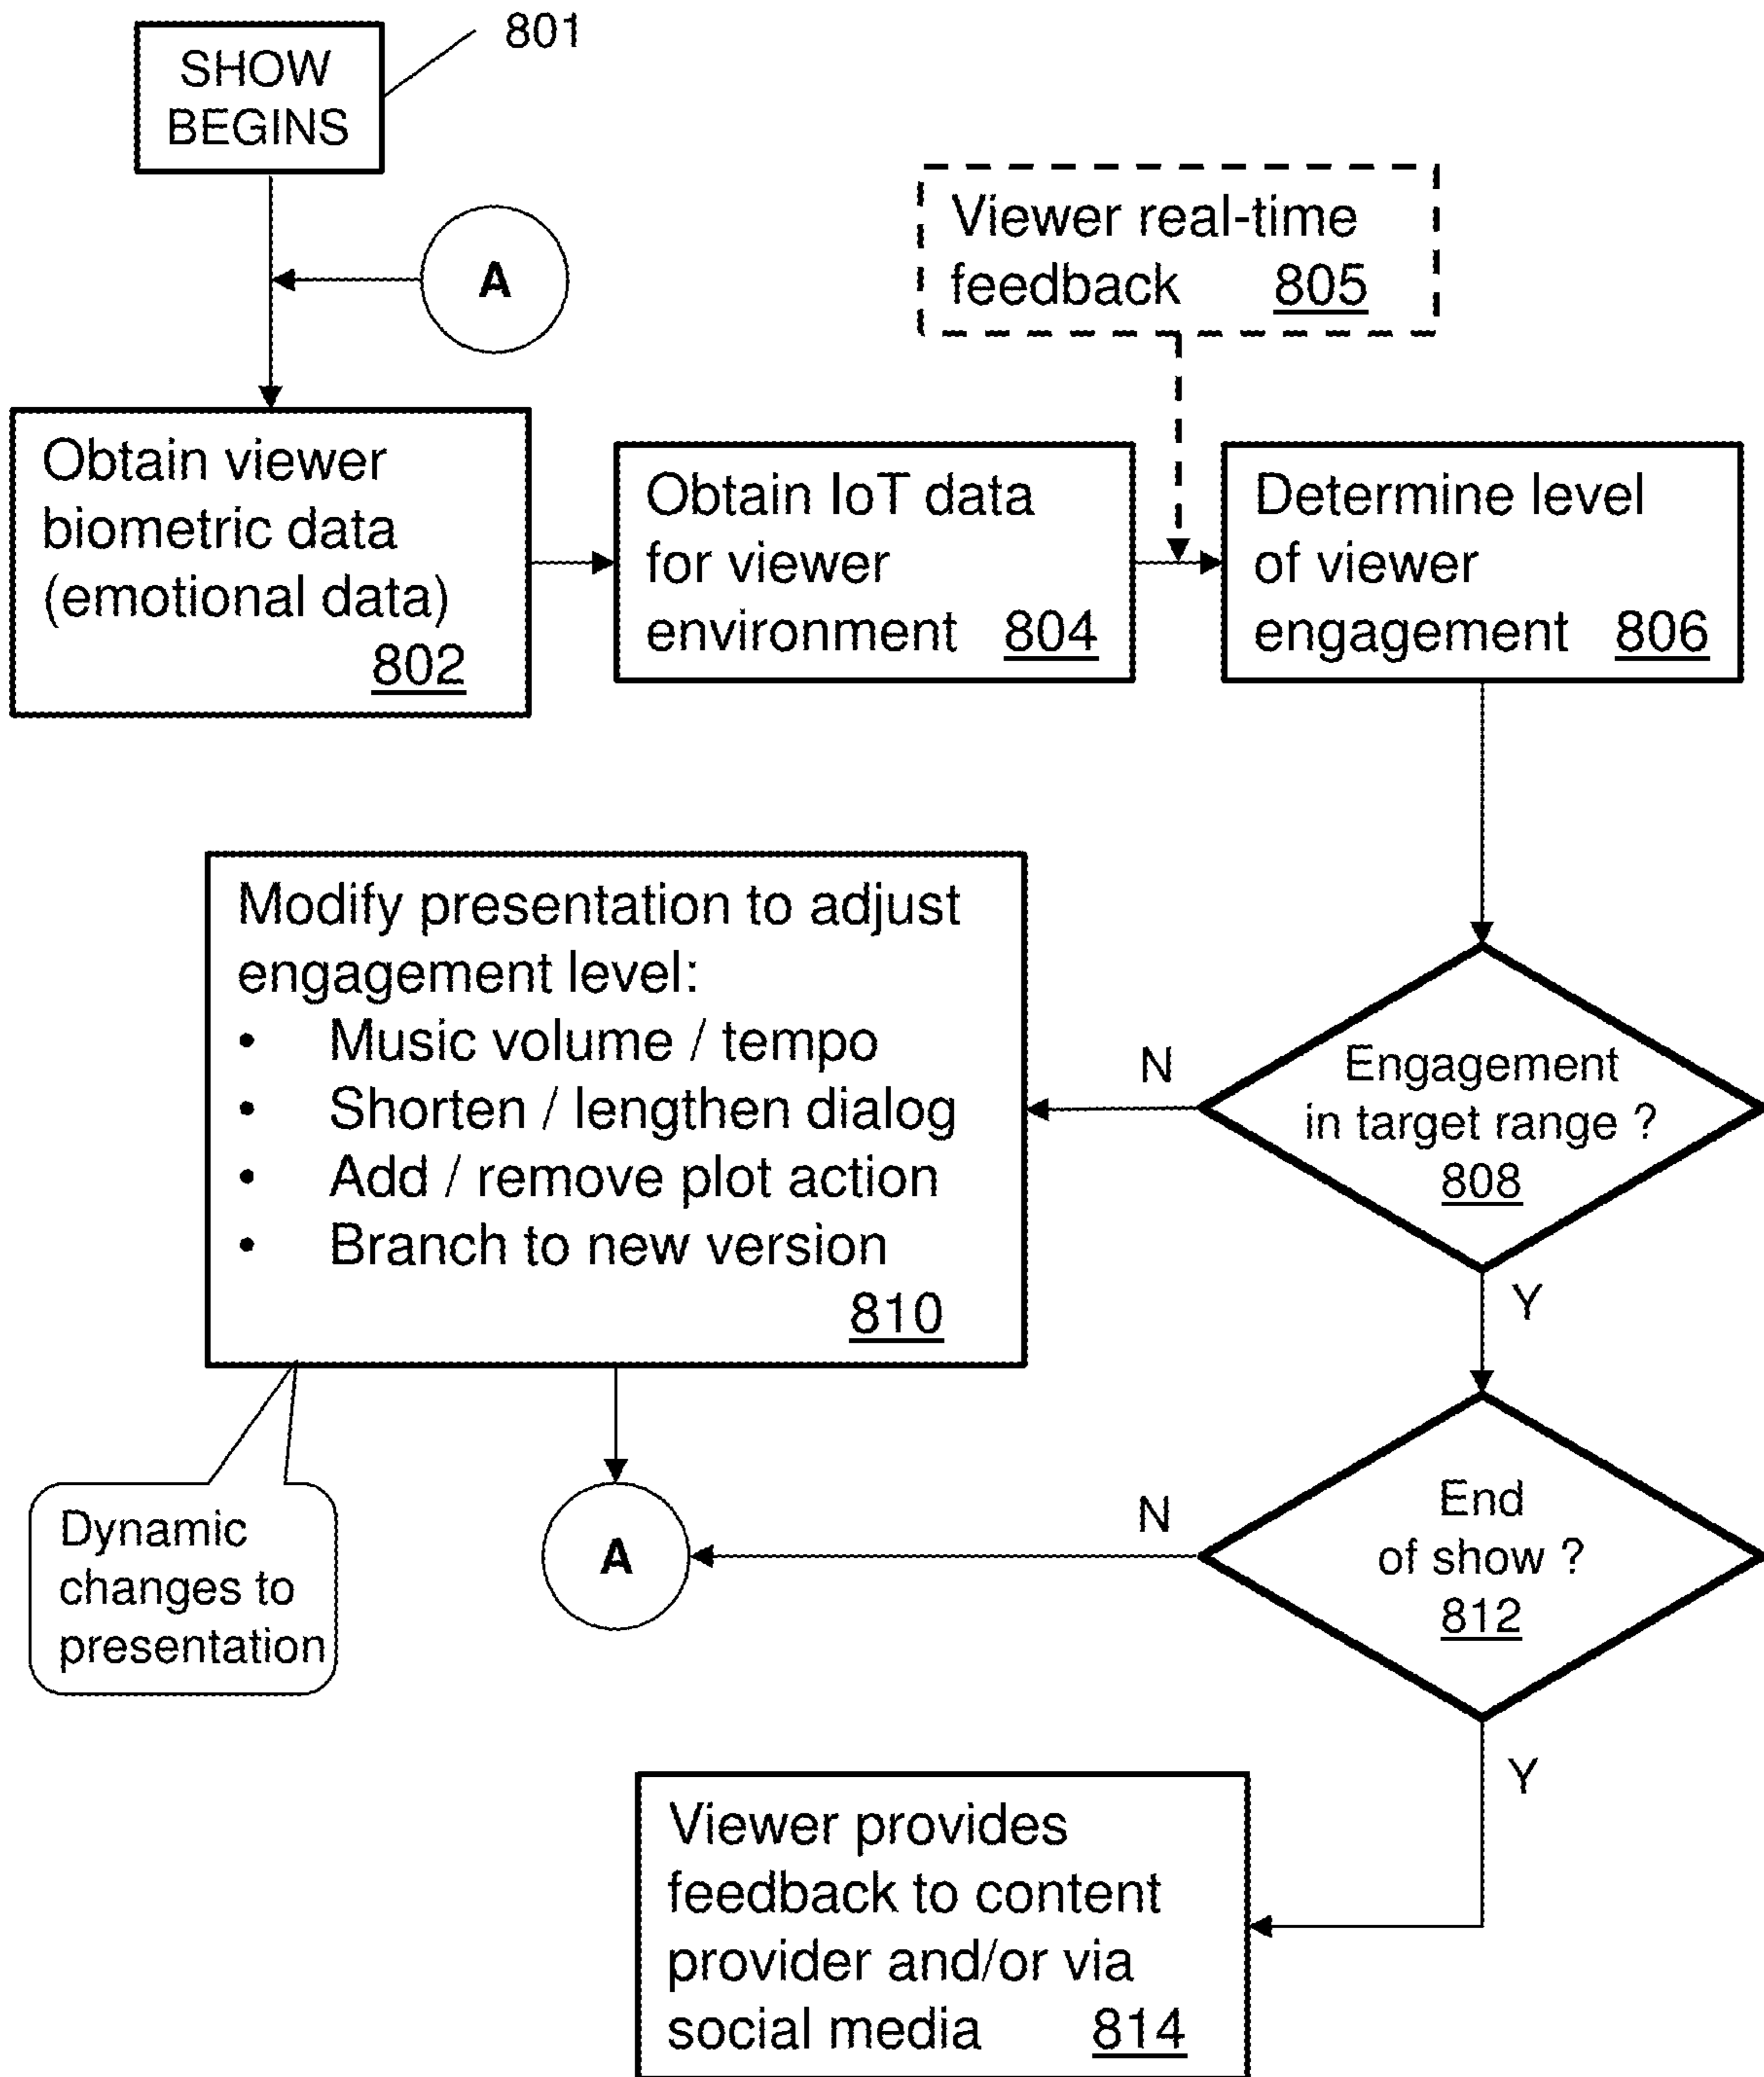 SHOW
BEGINS
801
A
Viewer real-time
feedback 805
Obtain viewer
biometric data
(emotional data)
802
Obtain IoT data
for viewer
environment 804
Determine level
of viewer
engagement 806
Modify presentation to adjust
engagement level:
• Music volume / tempo
• Shorten / lengthen dialog
• Add / remove plot action
• Branch to new version
810
N
Engagement
in target range ?
808
Y
Dynamic
changes to
presentation
A
N
End
of show ?
812
Y
Viewer provides
feedback to content
provider and/or via
social media 814